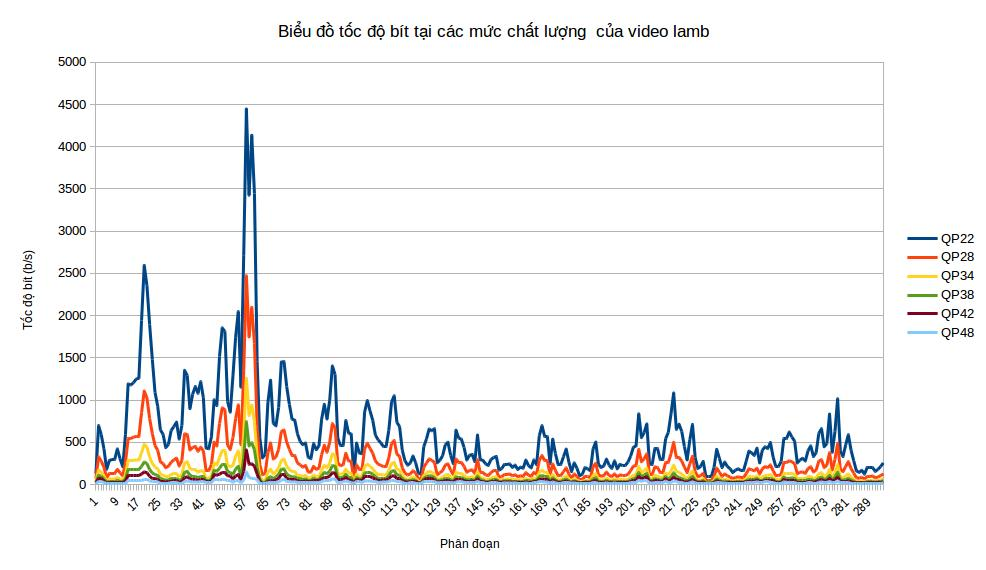 Biểu đồ tốc độ bít tại các mức chất lượng của video lamb
5000
4500
4000
3500
3000
2500
2000
1500
1000
500
0
Tốc độ bít (b/s)
1 9 17 25 33 41 49 57 65 73 81 89 97 105 113 121 129 137 145 153 161 169 177 185 193 201 209 217 225 233 241 249 257 265 273 281 289
Phân đoạn
QP22
QP28
QP34
QP38
QP42
QP48